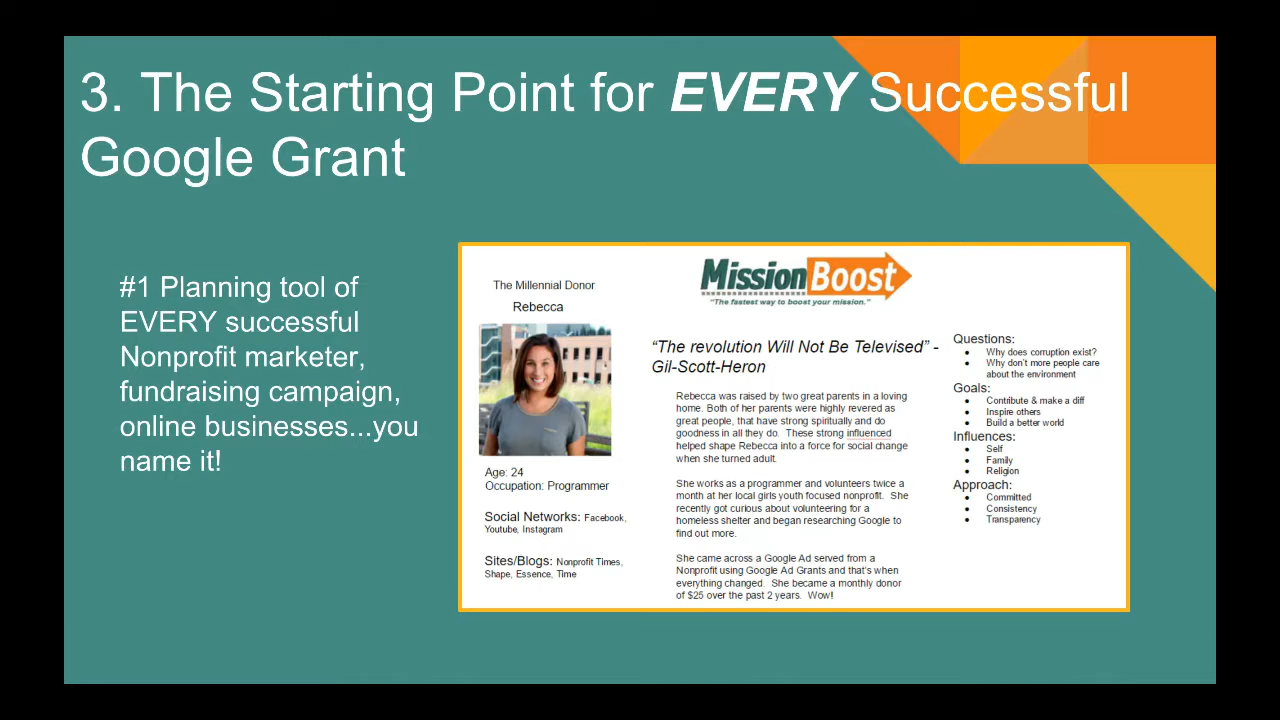 3. The Starting Point for EVERY Successful
Google Grant
#1 Planning tool of
EVERY successful
Nonprofit marketer,
fundraising campaign,
online businesses...you
name it!
The Millennial Donor
Rebecca
Age: 24
Occupation: Programmer
Social Networks: Facebook,
Youtube, Instagram
Sites/Blogs: Nonprofit Times,
Shape, Essence, Time
MissionBoost
"The fastest way to boost your mission."
“The revolution Will Not Be Televised” -
Gil-Scott-Heron
Rebecca was raised by two great parents in a loving
home. Both of her parents were highly revered as
great people, that have strong spiritually and do
goodness in all they do. These strong influenced
helped shape Rebecca into a force for social change
when she turned adult.
She works as a programmer and volunteers twice a
month at her local girls youth focused nonprofit. She
recently got curious about volunteering for a
homeless shelter and began researching Google to
find out more.
She came across a Google Ad served from a
Nonprofit using Google Ad Grants and that's when
everything changed. She became a monthly donor
of $25 over the past 2 years. Wow!
Questions:
● Why does corruption exist?
● Why don't more people care
about the environment
Goals:
● Contribute & make a diff
● Inspire others
● Build a better world
Influences:
● Self
● Family
● Religion
Approach:
● Committed
● Consistency
● Transparency